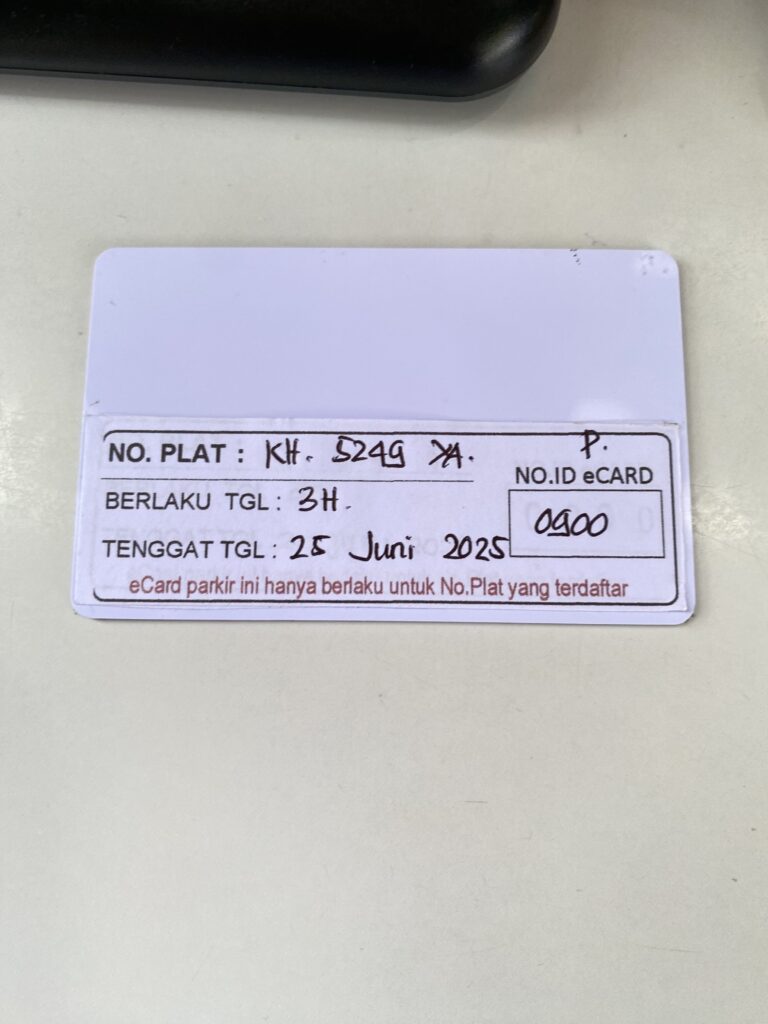 NO. PLAT : KH. 5249 YA.
P.
NO.ID eCARD
BERLAKU TGL : 3H.
0900
TENGGAT TGL : 25 Juni 2025
eCard parkir ini hanya berlaku untuk No.Plat yang terdaftar